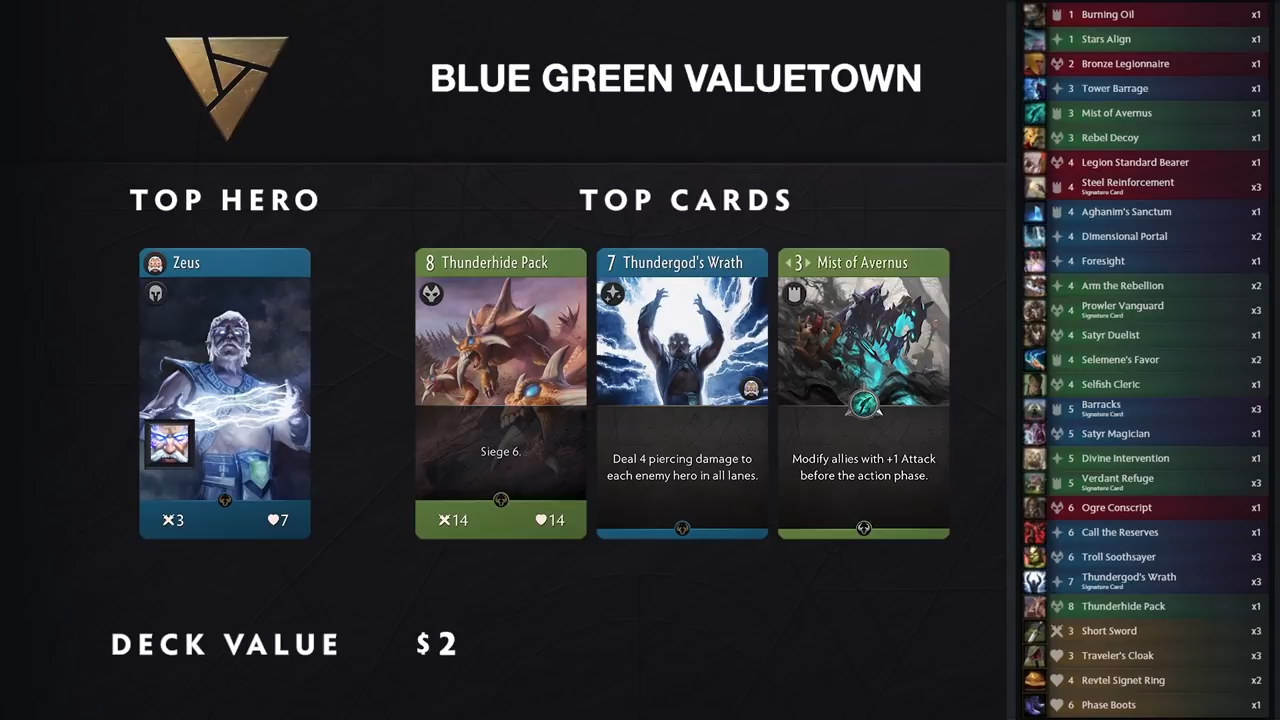 BLUE GREEN VALUETOWN
TOP HERO
TOP CARDS
Zeus
3
7
8 Thunderhide Pack
Siege 6.
14
14
7 Thundergod's Wrath
Deal 4 piercing damage to
each enemy hero in all lanes.
3 Mist of Avernus
Modify allies with +1 Attack
before the action phase.
DECK VALUE
$2
1 Burning Oil x1
1 Stars Align x1
2 Bronze Legionnaire x1
3 Tower Barrage x1
3 Mist of Avernus x1
3 Rebel Decoy x1
4 Legion Standard Bearer x1
4 Steel Reinforcement x3
Signature Card
4 Aghanim's Sanctum x1
4 Dimensional Portal x2
4 Foresight x1
4 Arm the Rebellion x2
4 Prowler Vanguard x3
Signature Card
4 Satyr Duelist x1
4 Selemene's Favor x2
4 Selfish Cleric x1
5 Barracks x3
Signature Card
5 Satyr Magician x1
5 Divine Intervention x1
5 Verdant Refuge x3
Signature Card
6 Ogre Conscript x1
6 Call the Reserves x1
6 Troll Soothsayer x3
7 Thundergod's Wrath x3
Signature Card
8 Thunderhide Pack x1
3 Short Sword x3
3 Traveler's Cloak x3
4 Revtel Signet Ring x2
6 Phase Boots x1